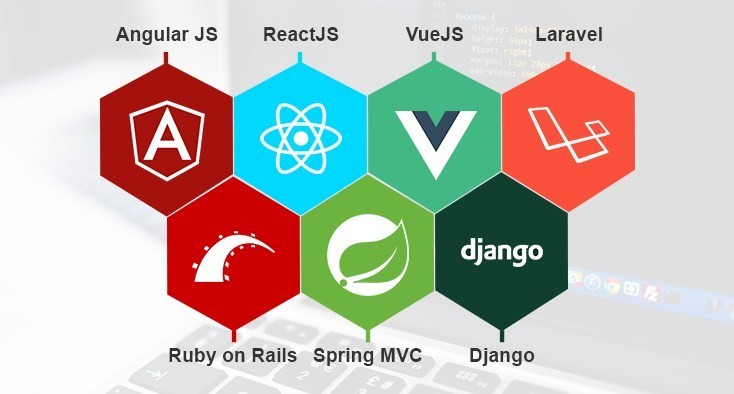 Angular JS
ReactJS
VueJS
Laravel
A
django
Ruby on Rails
Spring MVC
Django